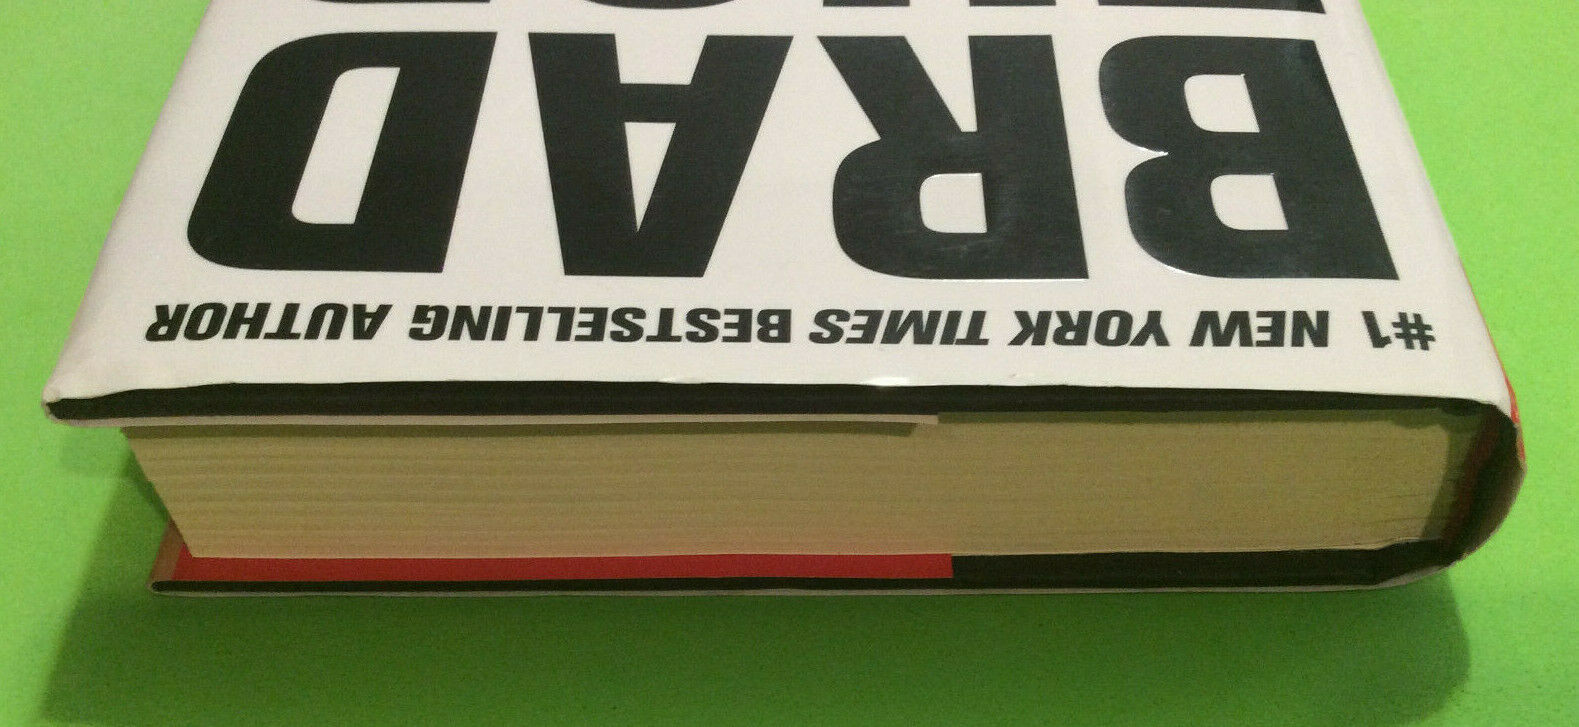 #1 NEW YORK TIMES BESTSELLING AUTHOR
BRAD